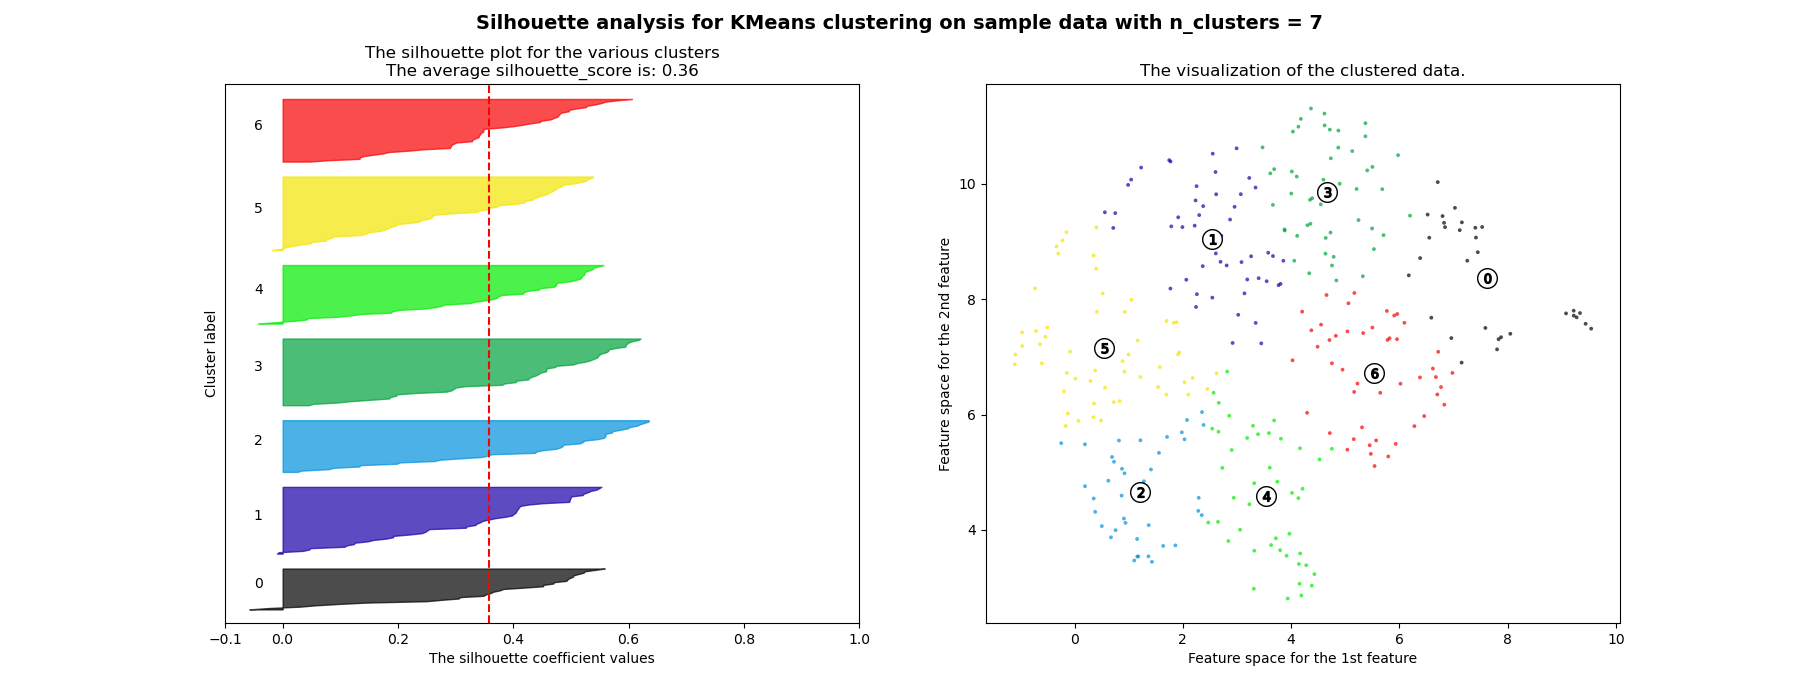 Silhouette analysis for KMeans clustering on sample data with n_clusters = 7
The silhouette plot for the various clusters
The average silhouette_score is: 0.36
6
5
4
3
2
1
0
Cluster label
−0.1 0.0 0.2 0.4 0.6 0.8 1.0
The silhouette coefficient values
The visualization of the clustered data.
10
8
6
4
Feature space for the 2nd feature
3
1
0
5
6
2
4
0 2 4 6 8 10
Feature space for the 1st feature